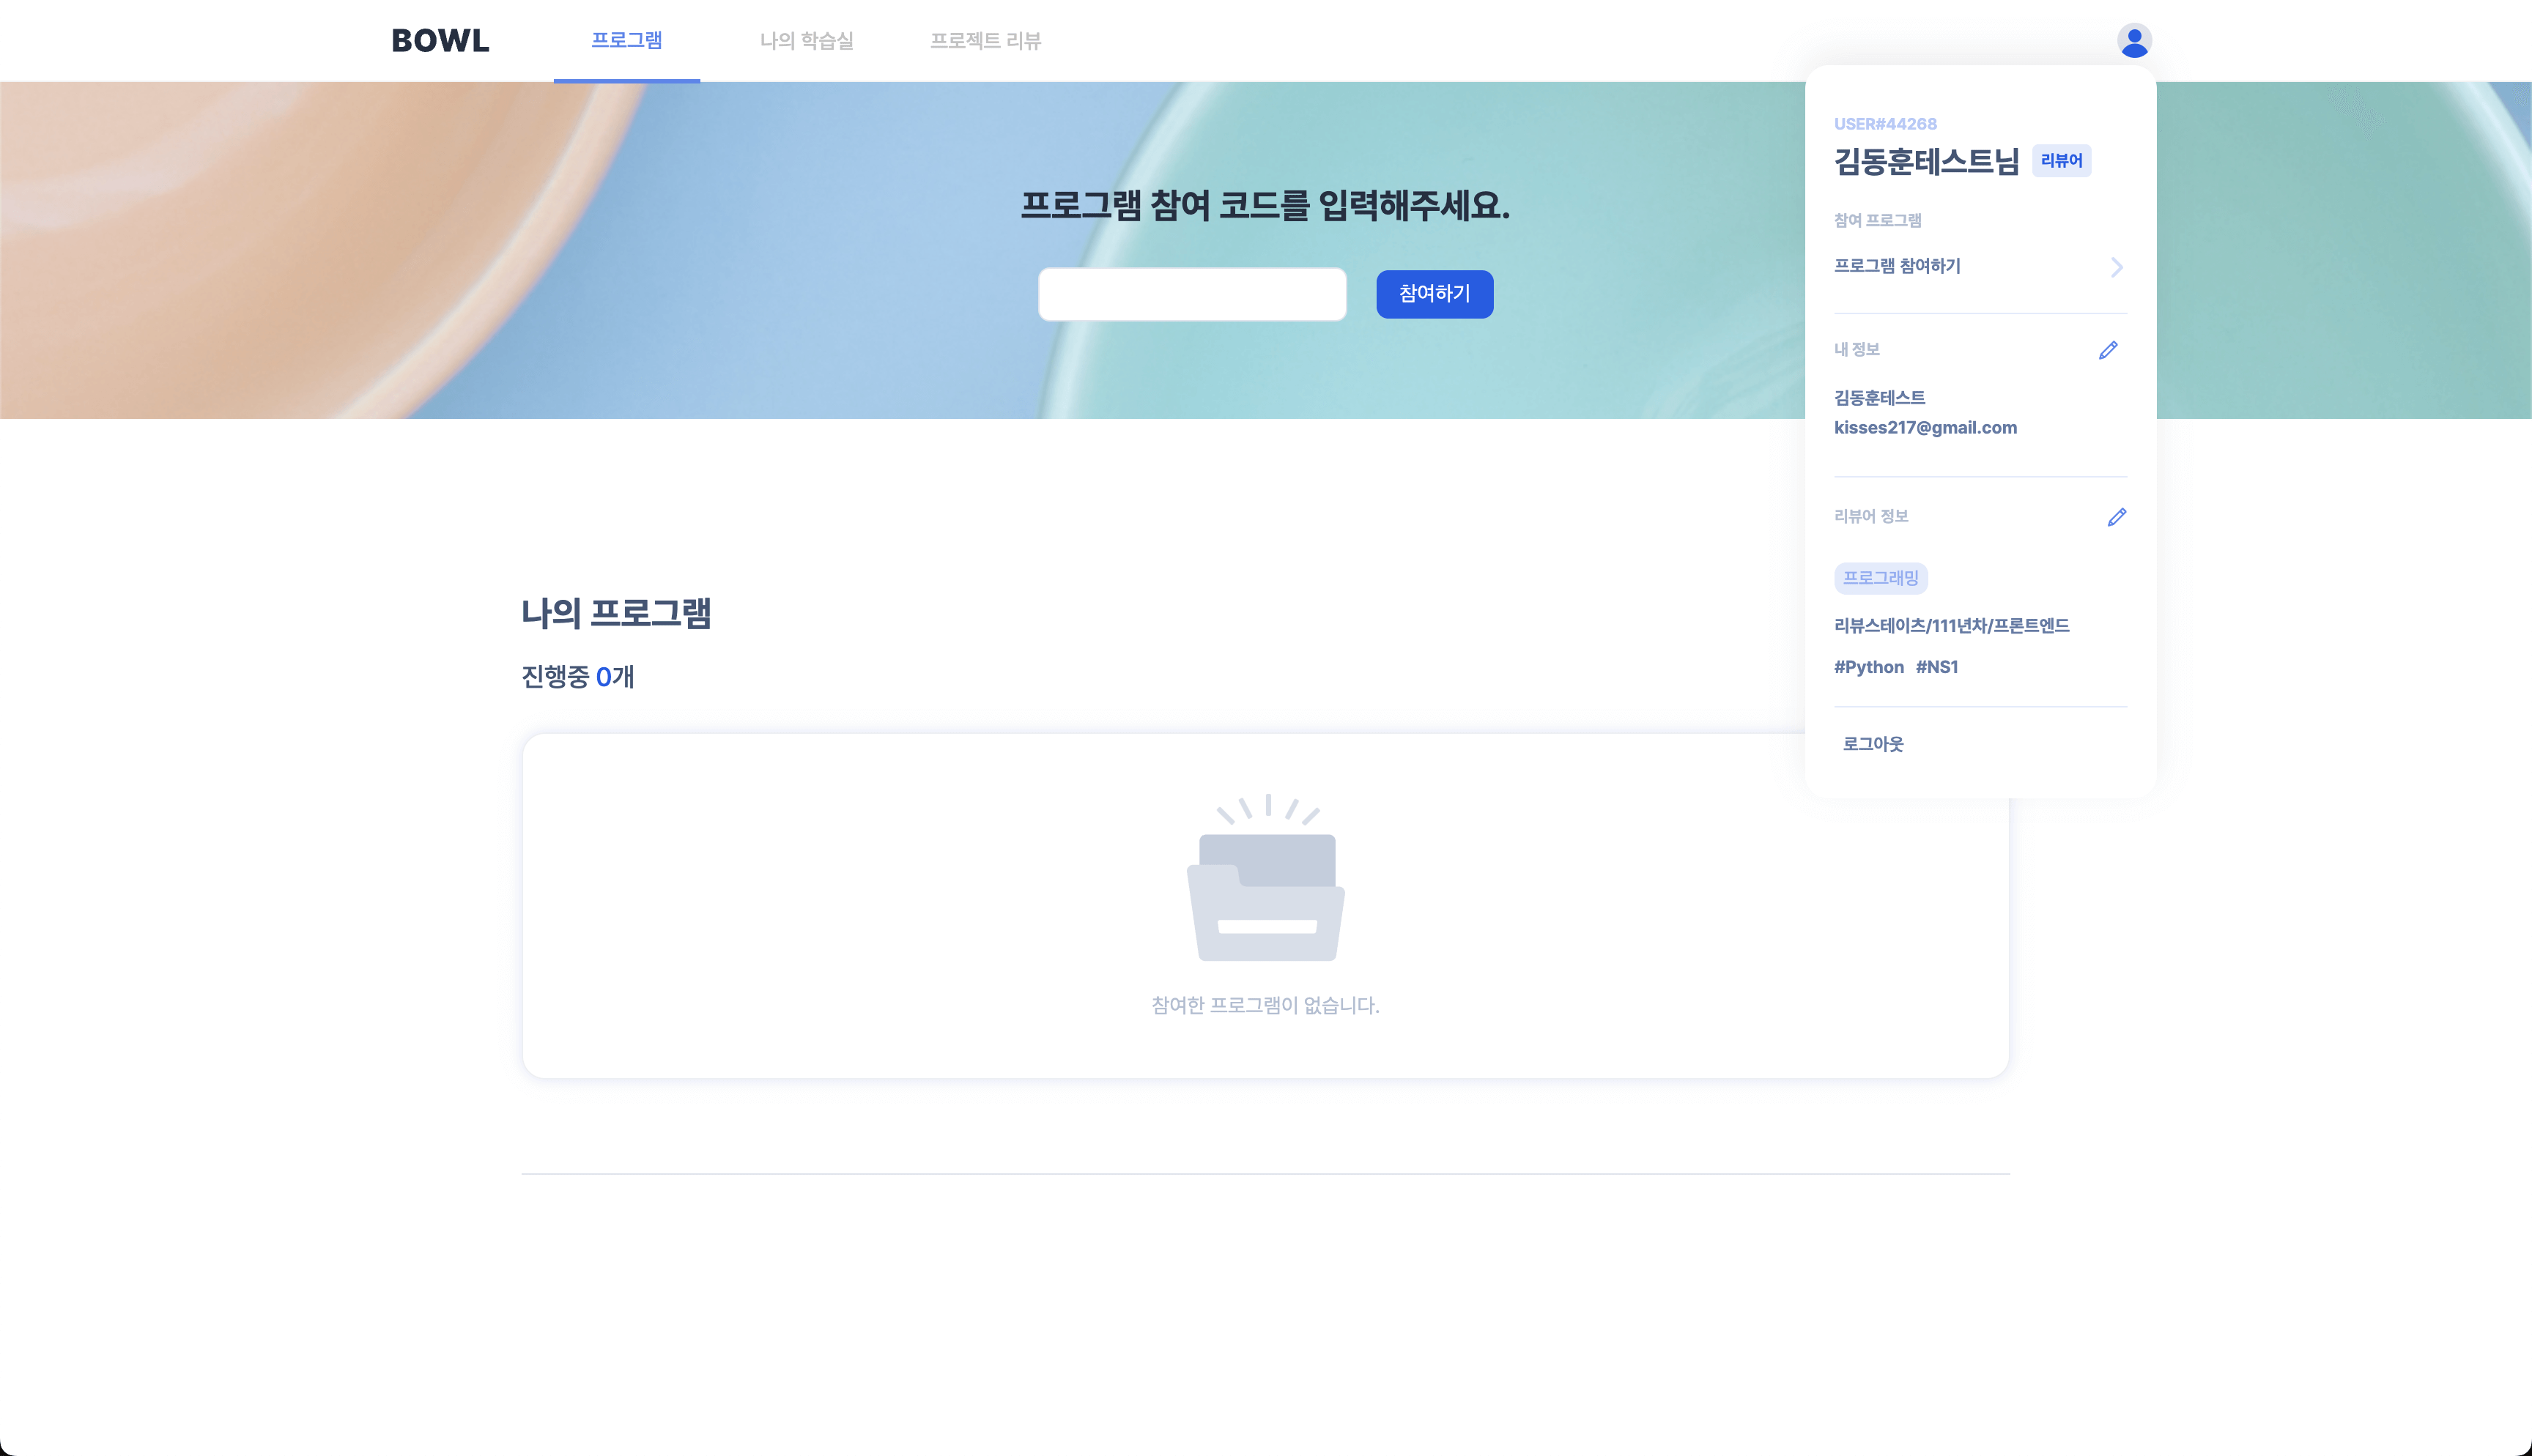 BOWL
프로그램
나의 학습실
프로젝트 리뷰
프로그램 참여 코드를 입력해주세요.
참여하기
USER#44268
김동훈테스트님 리뷰어
참여 프로그램
프로그램 참여하기
내 정보
김동훈테스트
kisses217@gmail.com
리뷰어 정보
프로그래밍
리뷰스테이츠/111년차/프론트엔드
#Python #NS1
로그아웃
나의 프로그램
진행중 0개
참여한 프로그램이 없습니다.